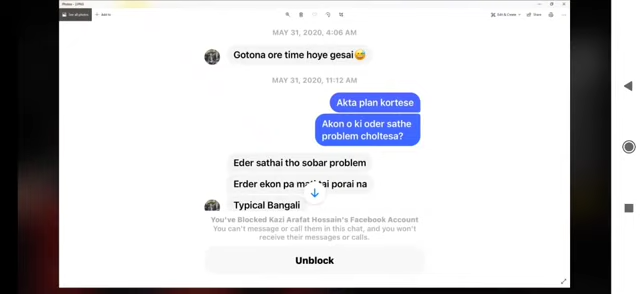 See all photos
Add to
Edit & Create
Share
MAY 31, 2020, 4:06 AM
Gotona ore time hoye gesai😅
MAY 31, 2020, 11:12 AM
Akta plan kortese
Akon o ki oder sathe
problem choltesa?
Eder sathai tho sobar problem
Erder ekon pa mati tai porai na
Typical Bangali
You've Blocked Kazi Arafat Hossain's Facebook Account
You can't message or call them in this chat, and you won't
receive their messages or calls.
Unblock